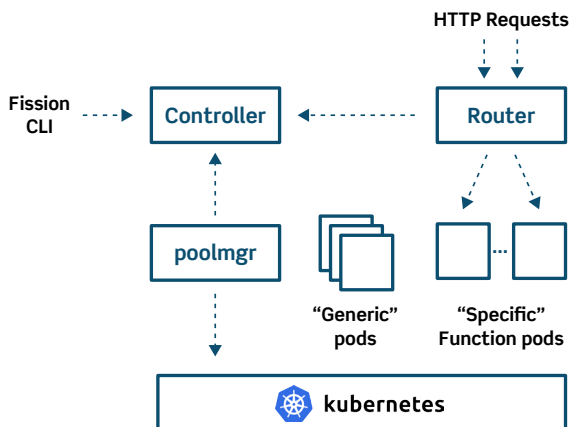 HTTP Requests
Fission
CLI
Controller
Router
poolmgr
...
“Generic”
pods
“Specific”
Function pods
kubernetes